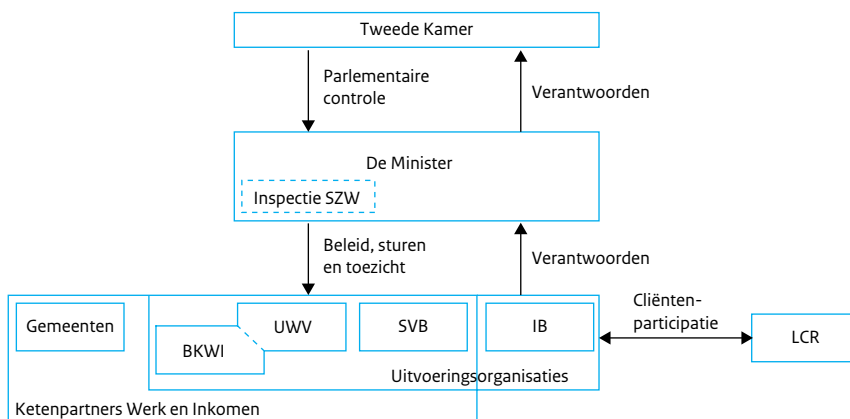 Tweede Kamer
Parlementaire
controle
Verantwoorden
De Minister
Inspectie SZW
Beleid, sturen
en toezicht
Verantwoorden
Gemeenten
BKWI
UWV
SVB
IB
Cliënten-
participatie
LCR
Uitvoeringsorganisaties
Ketenpartners Werk en Inkomen